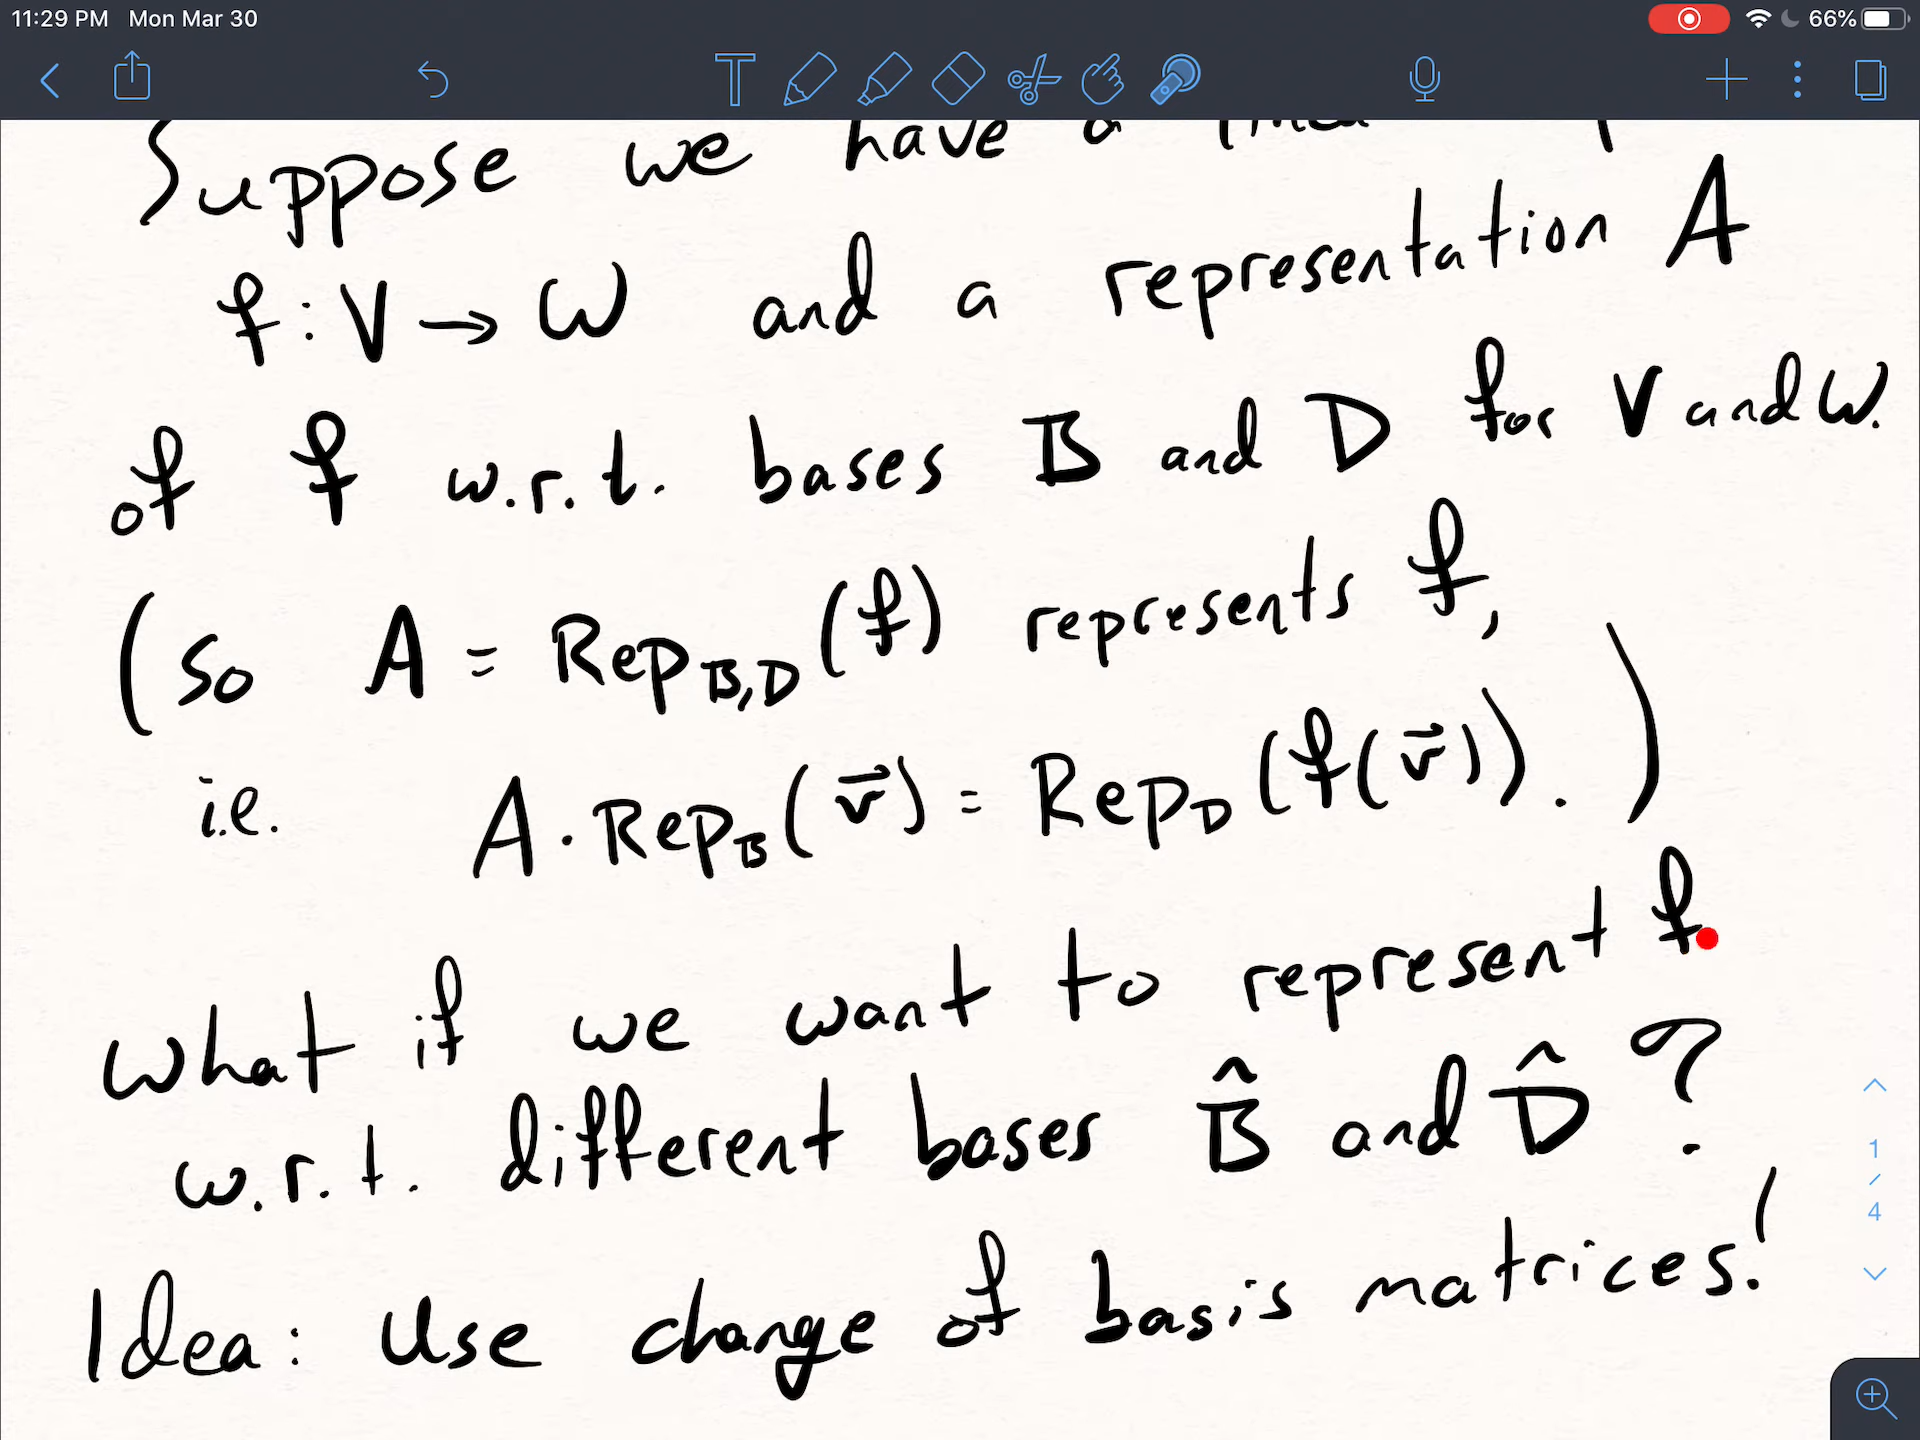 11:29 PM Mon Mar 30
66%
Suppose we have a
f: V → W and a representation A
of f w.r.t. bases B and D for V and W.
(so A = Rep_{B,D}(f) represents f,
i.e. A · Rep_B(v⃗) = Rep_D(f(v⃗)). )
What if we want to represent f
w.r.t. different bases B̂ and D̂ ?
Idea: Use change of basis matrices!
1
/
4